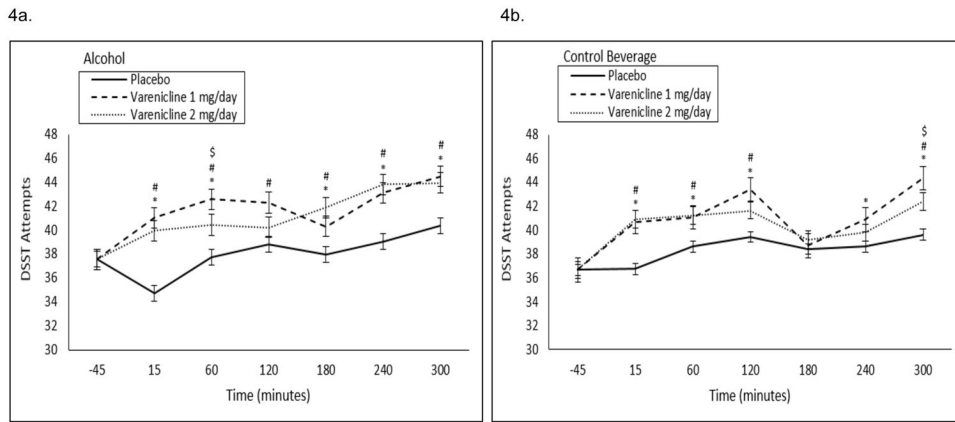 4a.
Alcohol
Placebo
Varenicline 1 mg/day
Varenicline 2 mg/day
DSST Attempts
48
46
44
42
40
38
36
34
32
30
$
#
# # * # # # #
* * * * *
-45 15 60 120 180 240 300
Time (minutes)
4b.
Control Beverage
Placebo
Varenicline 1 mg/day
Varenicline 2 mg/day
DSST Attempts
48
46
44
42
40
38
36
34
32
30
$
# # # #
* * * * *
-45 15 60 120 180 240 300
Time (minutes)